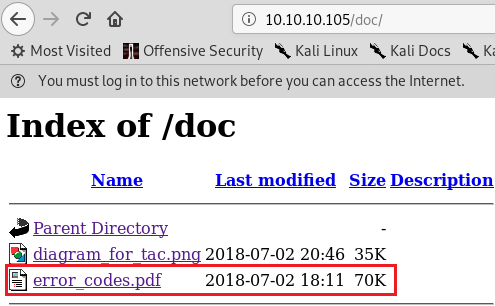 10.10.10.105/doc/
Most Visited Offensive Security Kali Linux Kali Docs
You must log in to this network before you can access the Internet.
Index of /doc
Name Last modified Size Description
Parent Directory -
diagram_for_tac.png 2018-07-02 20:46 35K
error_codes.pdf 2018-07-02 18:11 70K